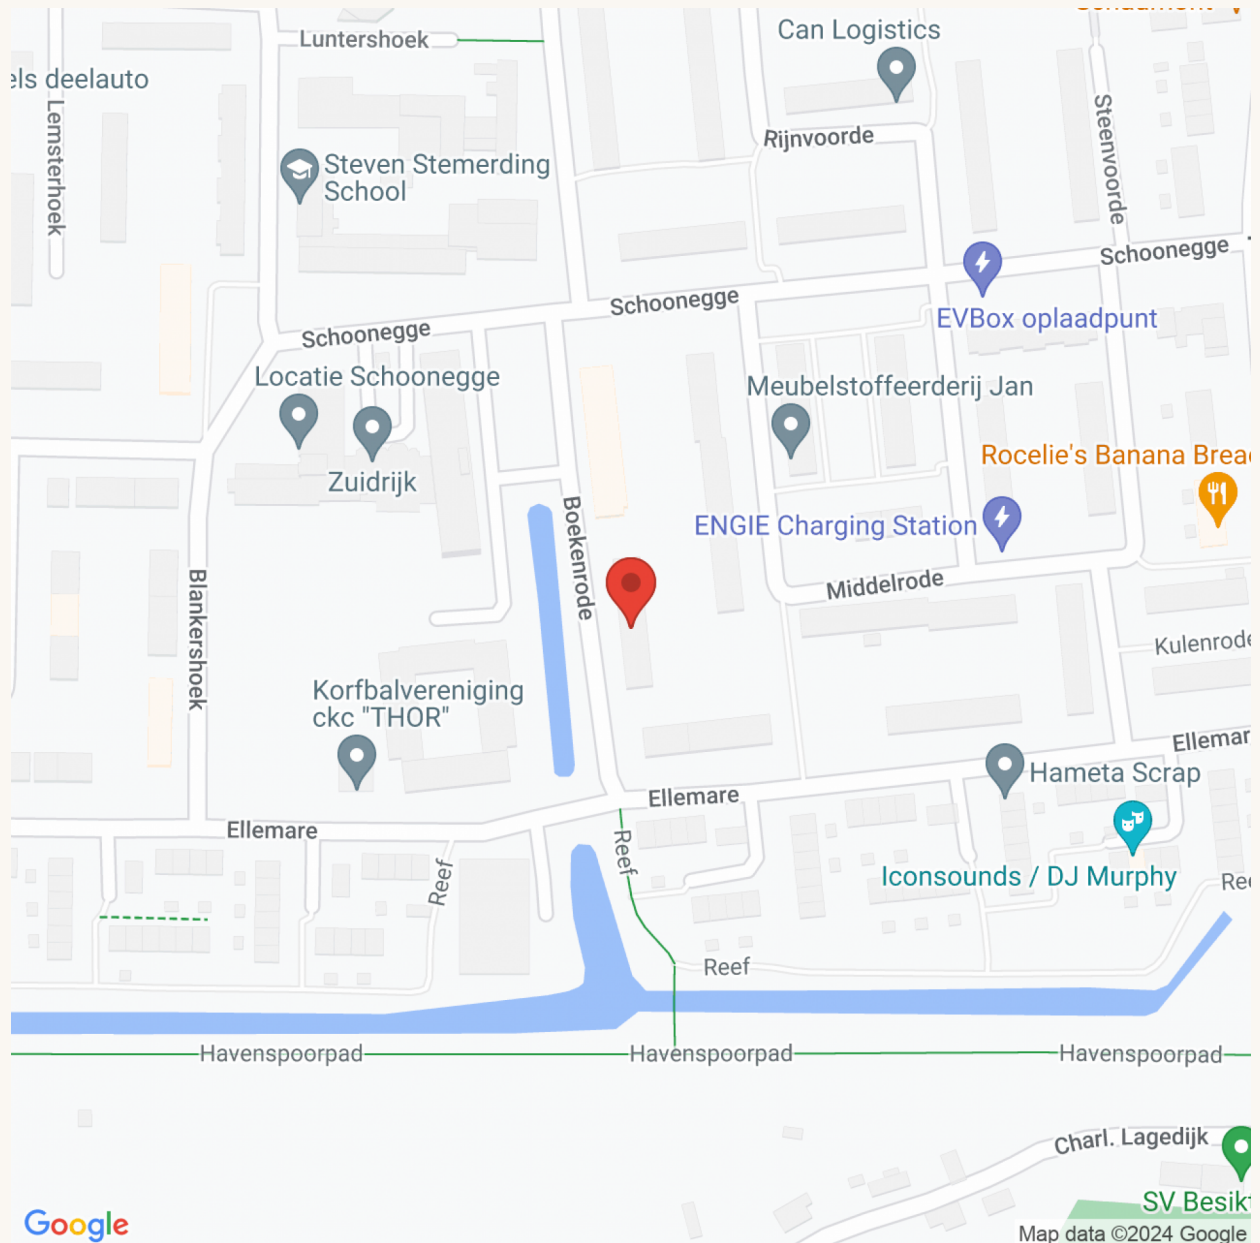 Can Logistics
Luntershoek
els deelauto
Lemsterhoek
Steenvoorde
Rijnvoorde
Steven Stemerding
School
Schoonegge
Schoonegge
EVBox oplaadpunt
Schoonegge
Locatie Schoonegge
Meubelstoffeerderij Jan
Rocelie's Banana Brea
Zuidrijk
Boekenrode
ENGIE Charging Station
Blankershoek
Middelrode
Kulenrode
Korfbalvereniging
ckc "THOR"
Ellemar
Hameta Scrap
Ellemare
Ellemare
Reef
Reef
Iconsounds / DJ Murphy
Ree
Reef
Havenspoorpad
Havenspoorpad
Havenspoorpad
Charl. Lagedijk
SV Besikt
Google
Map data ©2024 Google